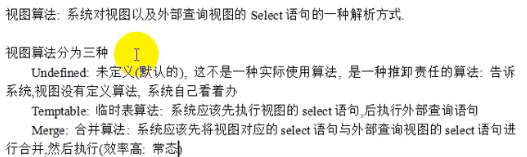 视图算法: 系统对视图以及外部查询视图的 Select 语句的一种解析方式.
视图算法分为三种
Undefined: 未定义(默认的), 这不是一种实际使用算法, 是一种推卸责任的算法: 告诉
系统,视图没有定义算法, 系统自己看着办
Temptable: 临时表算法: 系统应该先执行视图的 select 语句,后执行外部查询语句
Merge: 合并算法: 系统应该先将视图对应的 select 语句与外部查询视图的 select 语句进
行合并,然后执行(效率高: 常态)